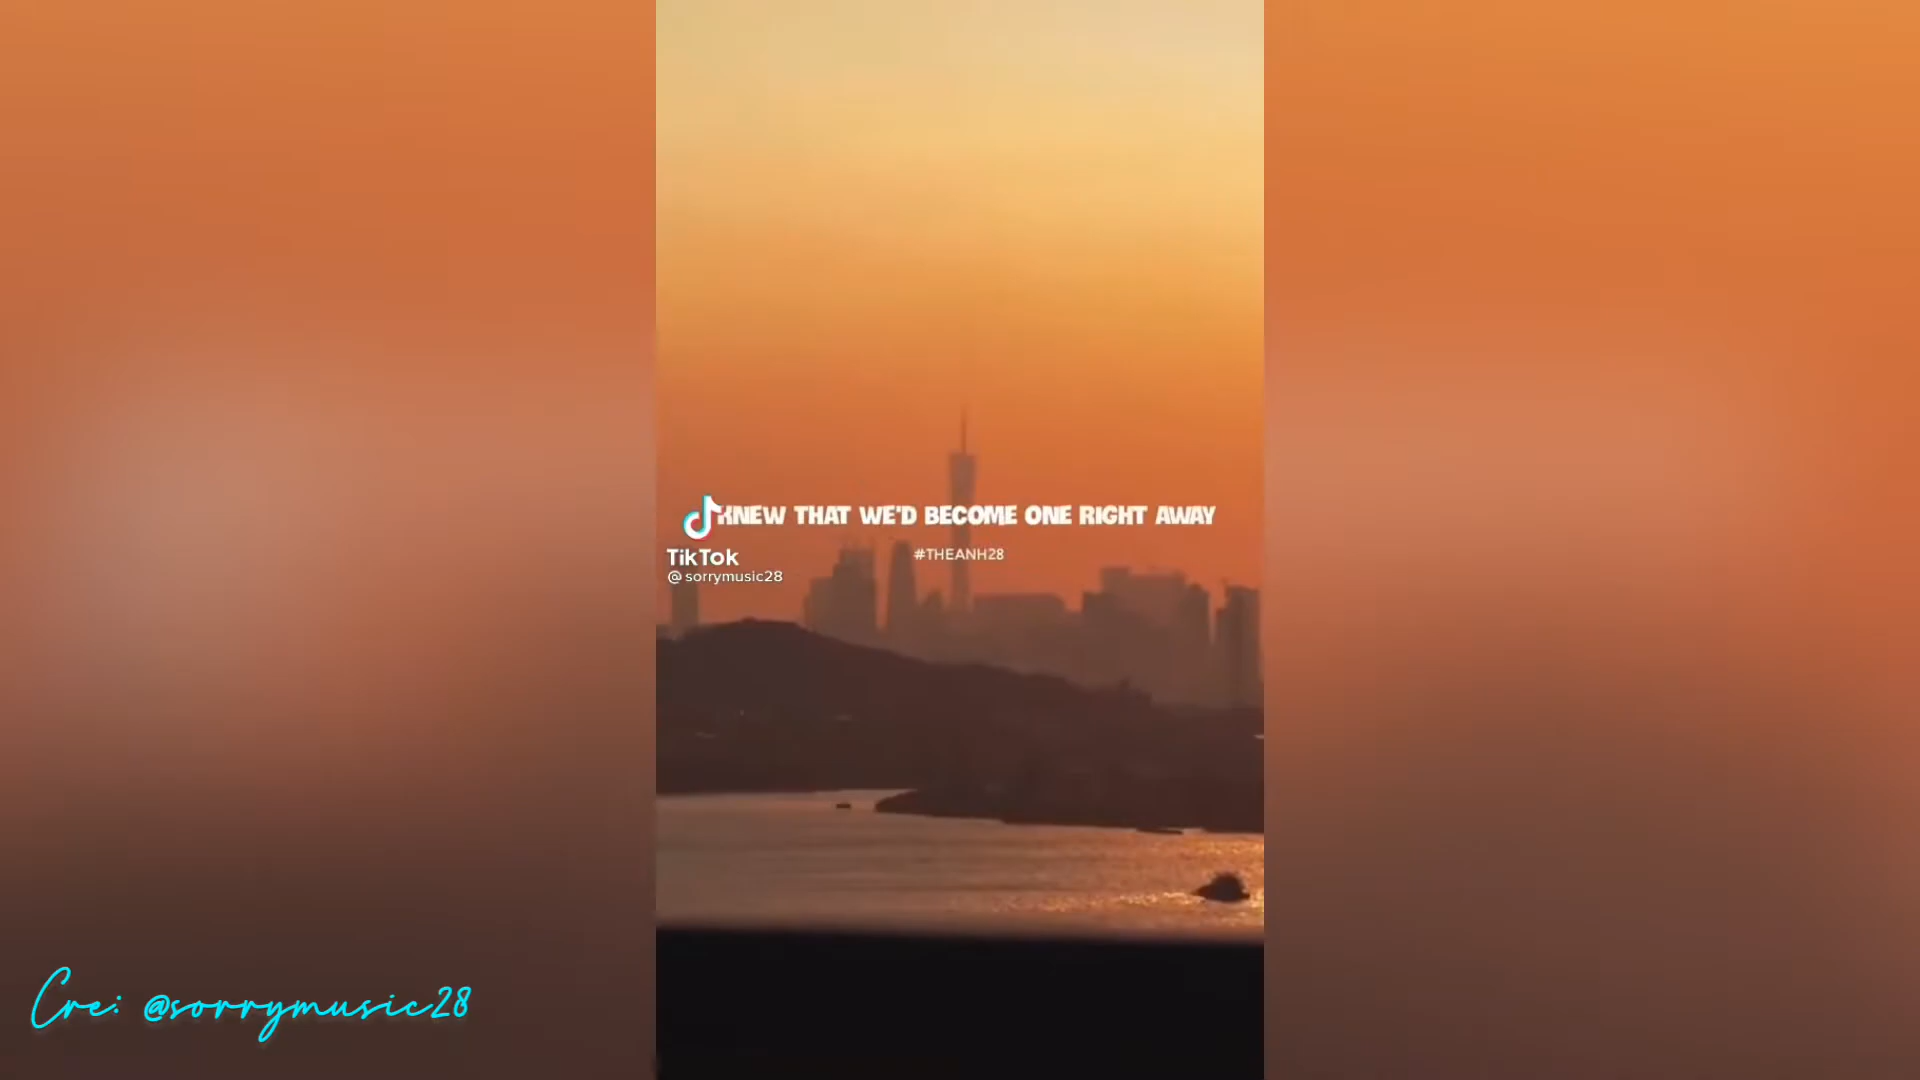 KNEW THAT WE'D BECOME ONE RIGHT AWAY
#THEANH28
TikTok
@sorrymusic28
Cre: @sorrymusic28